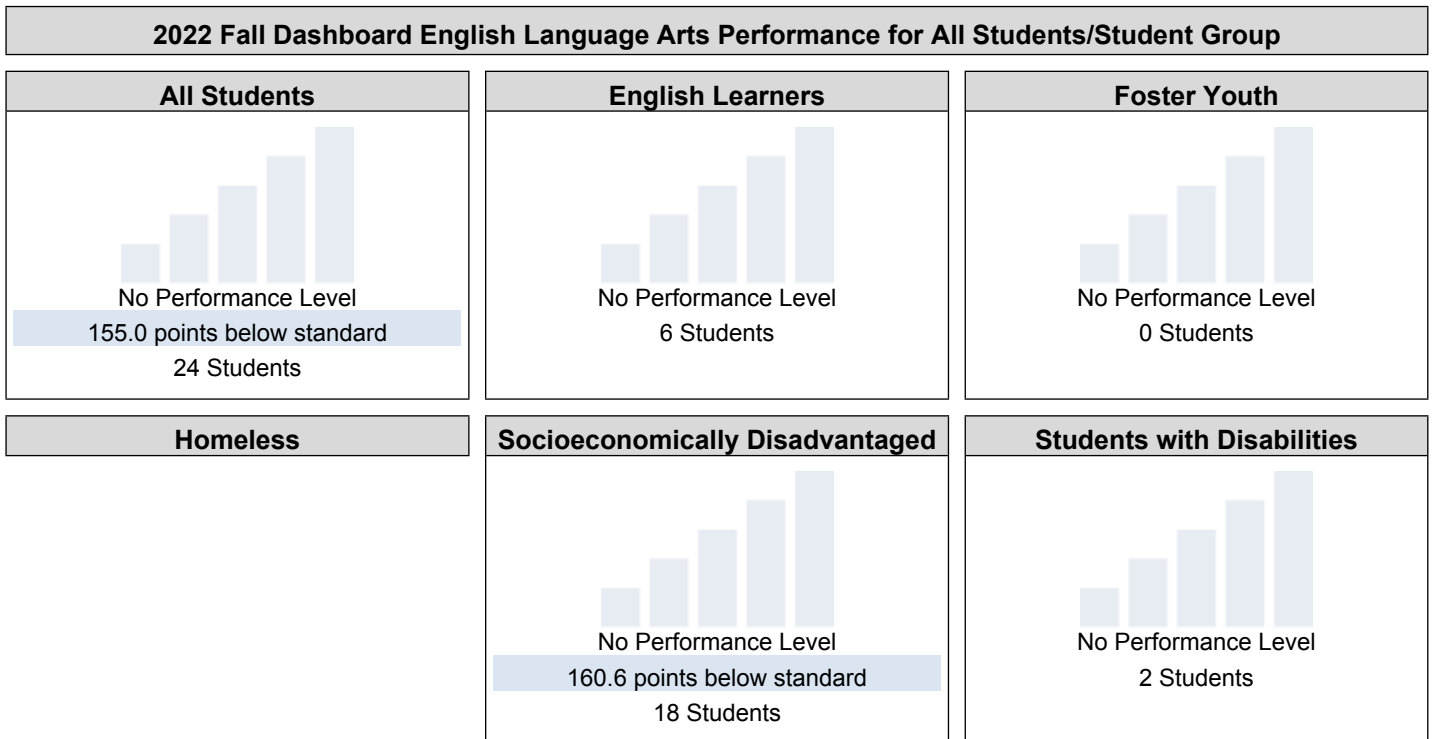 2022 Fall Dashboard English Language Arts Performance for All Students/Student Group
All Students
No Performance Level
155.0 points below standard
24 Students
English Learners
No Performance Level
6 Students
Foster Youth
No Performance Level
0 Students
Homeless
Socioeconomically Disadvantaged
No Performance Level
160.6 points below standard
18 Students
Students with Disabilities
No Performance Level
2 Students